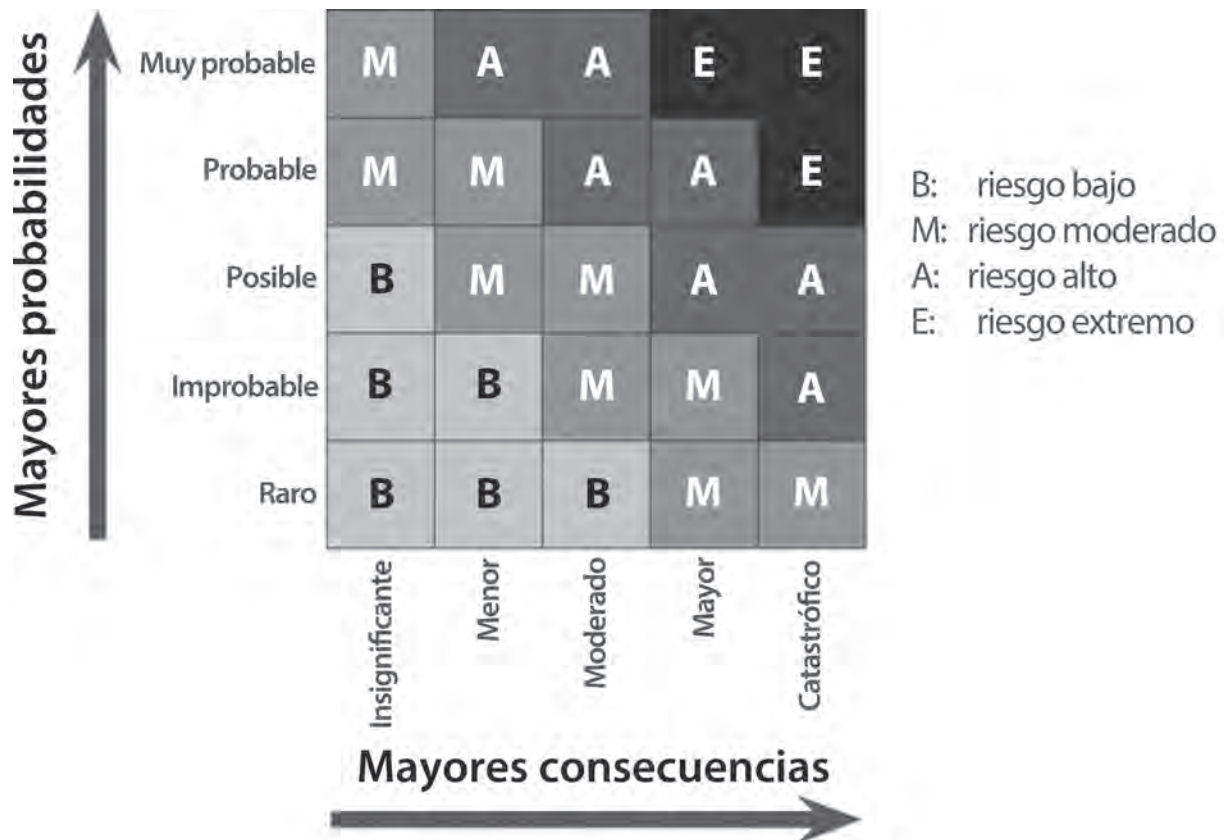 Mayores probabilidades
Muy probable M A A E E
Probable M M A A E
Posible B M M A A
Improbable B B M M A
Raro B B B M M
Insignificante
Menor
Moderado
Mayor
Catastrófico
Mayores consecuencias
B: riesgo bajo
M: riesgo moderado
A: riesgo alto
E: riesgo extremo